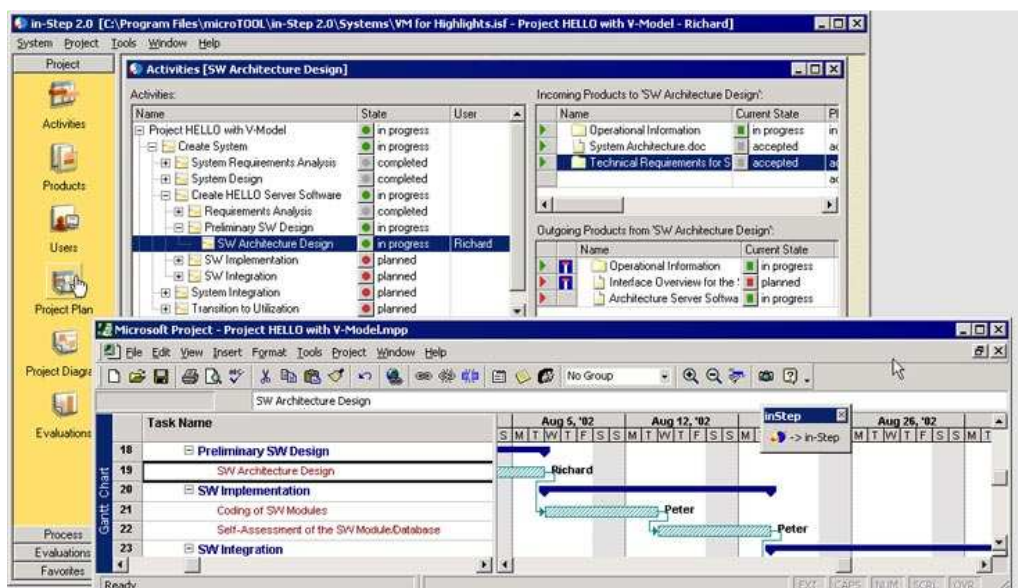 in-Step 2.0 [C:\Program Files\microTOOL\in-Step 2.0\Systems\VM for Highlights.isf - Project HELLO with V-Model - Richard]
System Project Tools Window Help
Project
Activities
Products
Users
Project Plan
Project Diagra
Evaluations
Process
Evaluations
Favorites
Activities [SW Architecture Design]
Activities:
Name State User
Project HELLO with V-Model in progress
Create System in progress
System Requirements Analysis completed
System Design completed
Create HELLO Server Software in progress
Requirements Analysis completed
Preliminary SW Design in progress
SW Architecture Design in progress Richard
SW Implementation planned
SW Integration planned
System Integration planned
Transition to Utilization planned
Incoming Products to 'SW Architecture Design':
Name Current State Pl
Operational Information in progress in
System Architecture.doc accepted ac
Technical Requirements for S accepted ac
ac
Outgoing Products from 'SW Architecture Design':
Name Current State
Operational Information in progress
Interface Overview for the planned
Architecture Server Softwa in progress
Microsoft Project - Project HELLO with V-Model.mpp
File Edit View Insert Format Tools Project Window Help
No Group
SW Architecture Design
Task Name
Aug 5, '02 Aug 12, '02 Aug 26, '02
S M T W T F S S M T W T F S S M M T W T F S S M T
inStep
-> in-Step
Gantt Chart
18 Preliminary SW Design
19 SW Architecture Design Richard
20 SW Implementation
21 Coding of SW Modules Peter
22 Self-Assessment of the SW Module/Database Peter
23 SW Integration
Ready
EXT CAPS NUM SCRL OVR